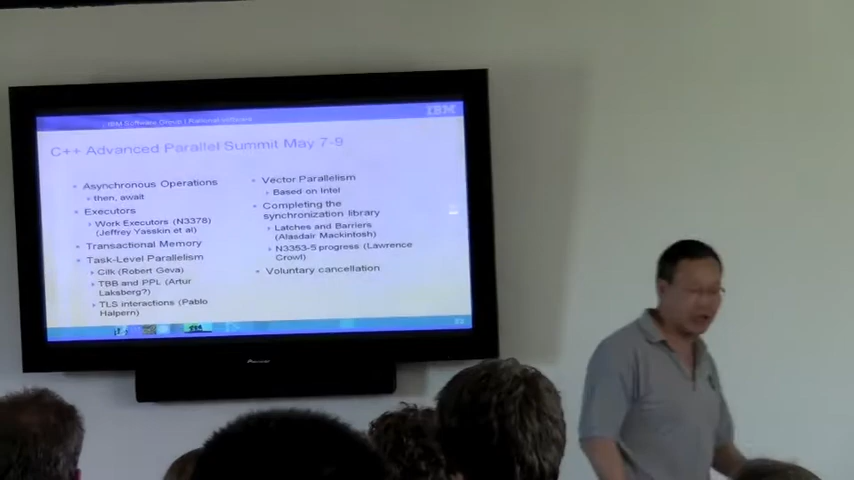 IBM Software Group | Rational software
IBM
C++ Advanced Parallel Summit May 7-9
Asynchronous Operations
then, await
Executors
Work Executors (N3378)
(Jeffrey Yasskin et al)
Transactional Memory
Task-Level Parallelism
Cilk (Robert Geva)
TBB and PPL (Artur
Laksberg?)
TLS interactions (Pablo
Halpern)
Vector Parallelism
Based on Intel
Completing the
synchronization library
Latches and Barriers
(Alasdair Mackintosh)
N3353-5 progress (Lawrence
Crowl)
Voluntary cancellation
Pioneer